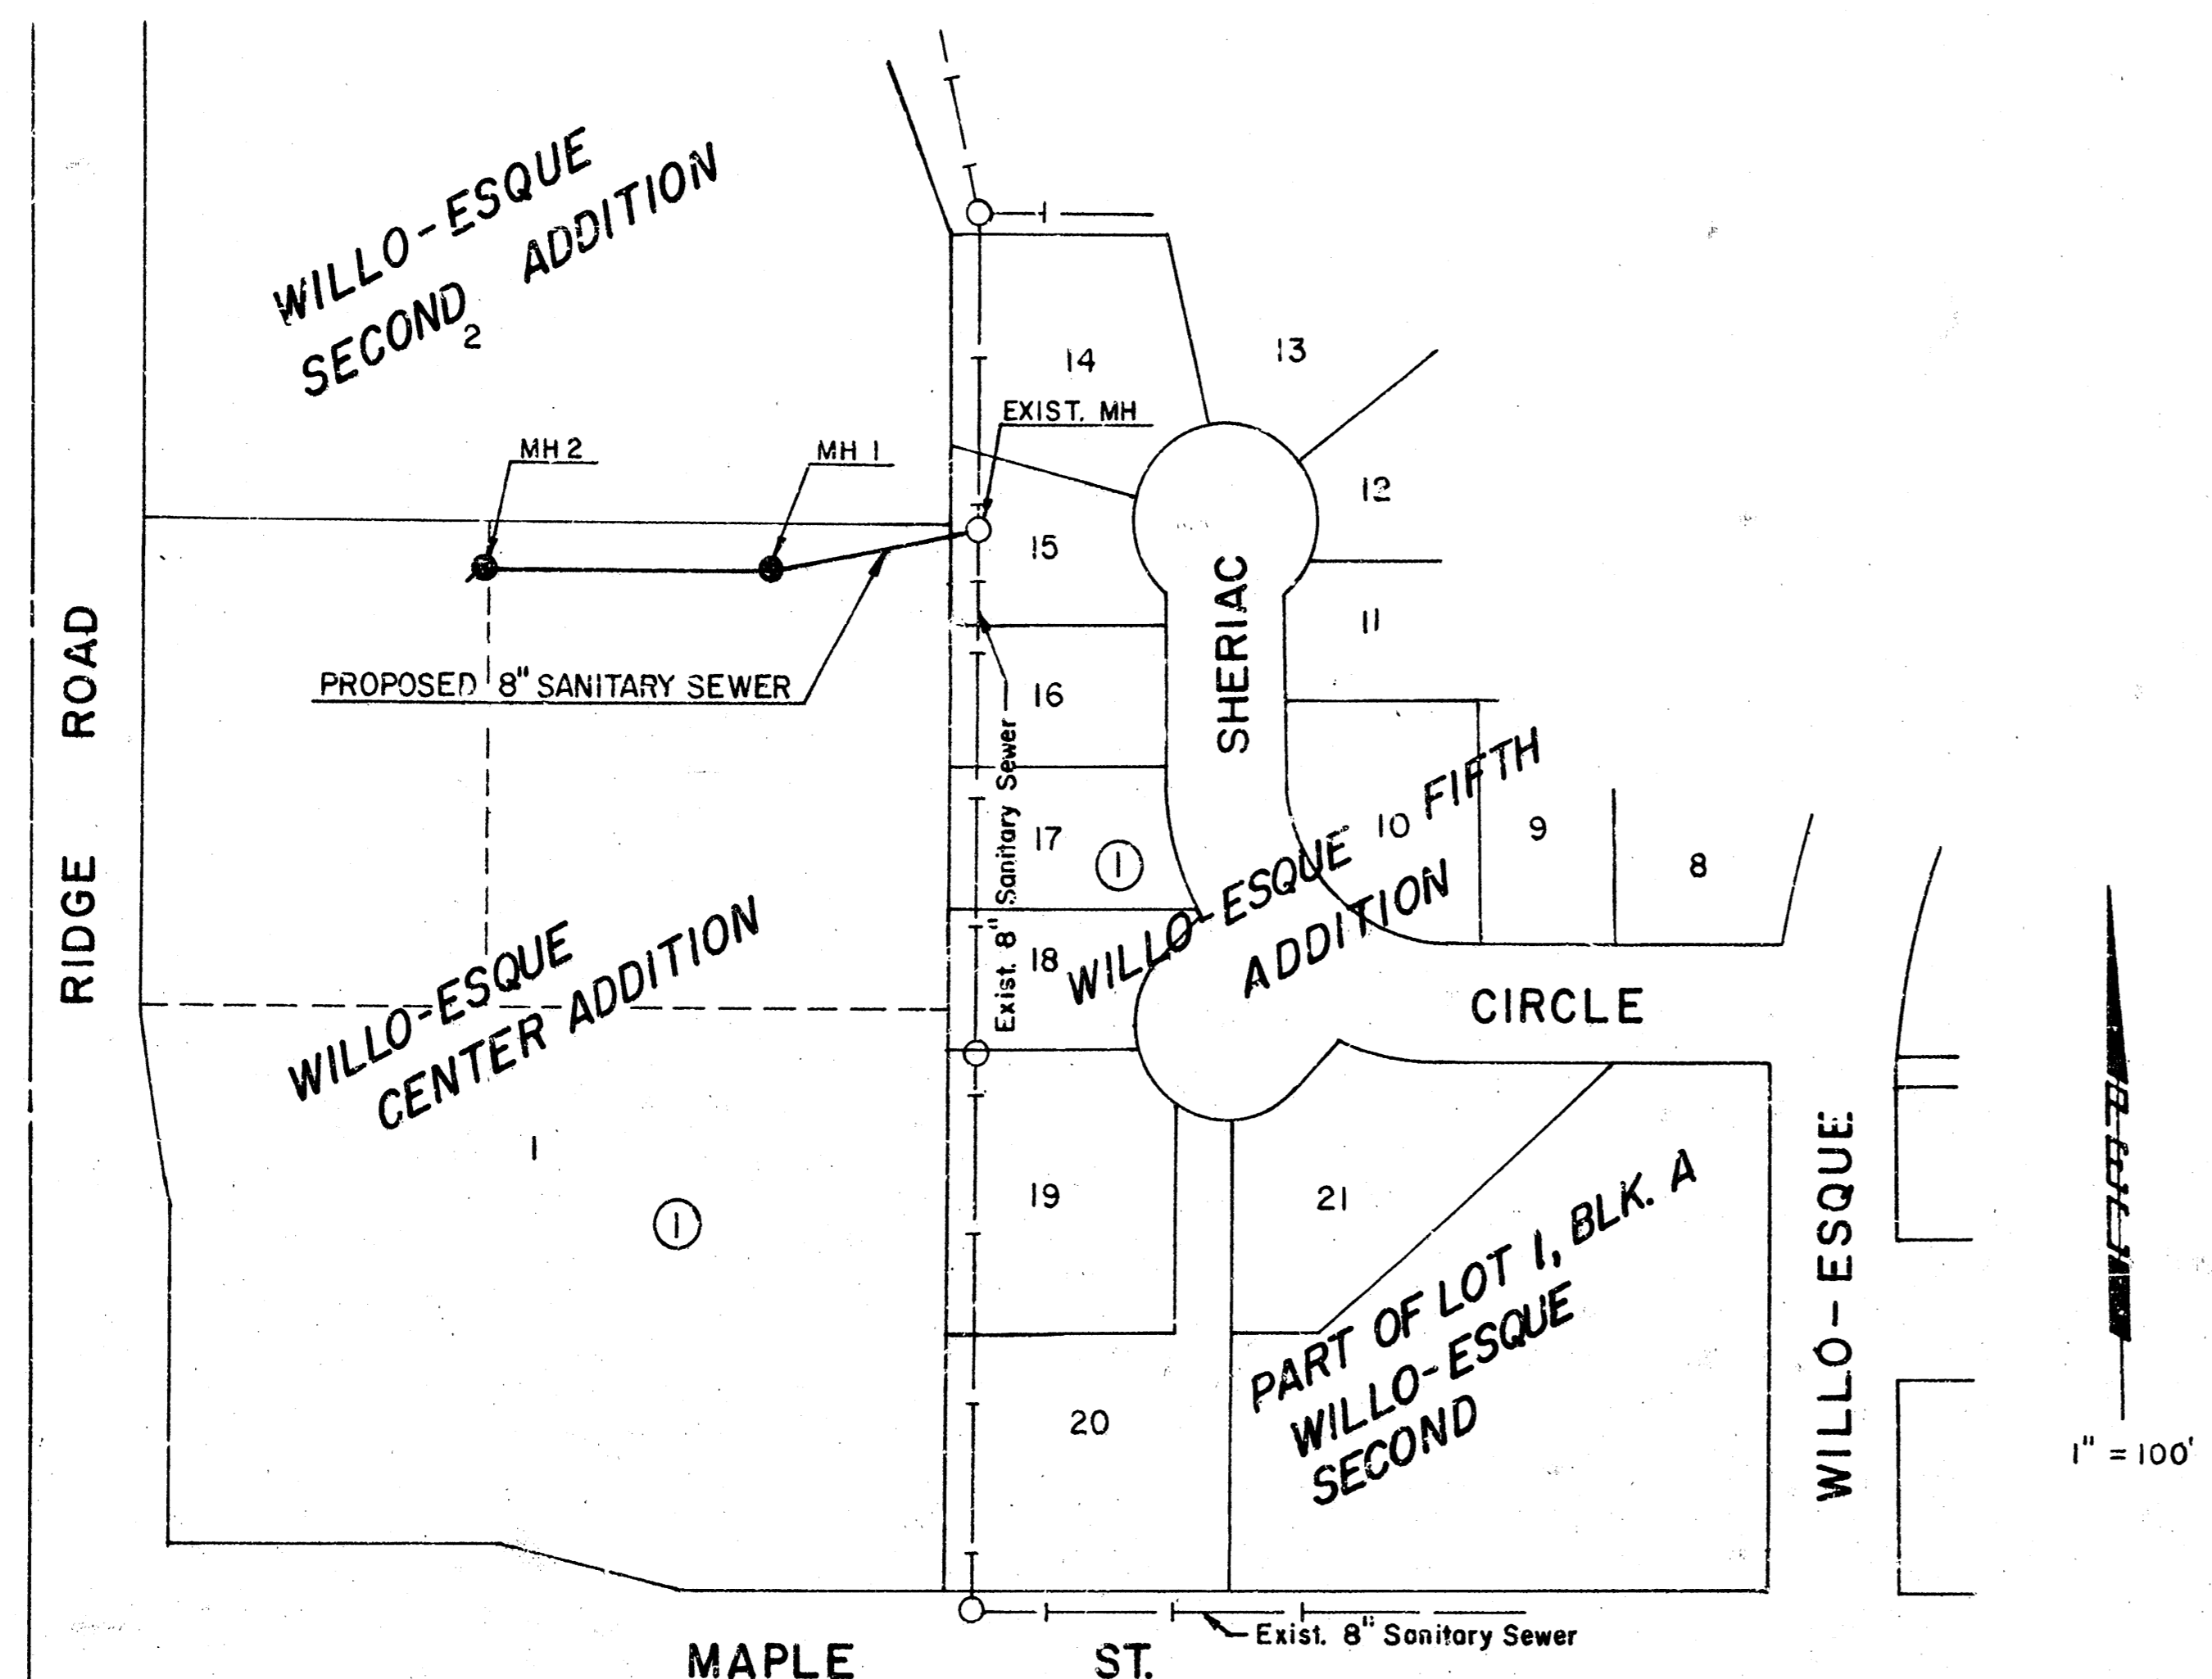 WILLO-ESQUE
SECOND ADDITION
2
14
13
EXIST. MH
MH 2
MH 1
12
15
SHERIAC
11
RIDGE ROAD
PROPOSED 8" SANITARY SEWER
16
Exist. 8" Sanitary Sewer
17
1
WILLO-ESQUE FIFTH
ADDITION
10
9
8
18
WILLO-ESQUE
CENTER ADDITION
CIRCLE
1
1
19
21
PART OF LOT 1, BLK. A
WILLO-ESQUE
SECOND
WILLO-ESQUE
20
1" = 100'
Exist. 8" Sanitary Sewer
MAPLE ST.